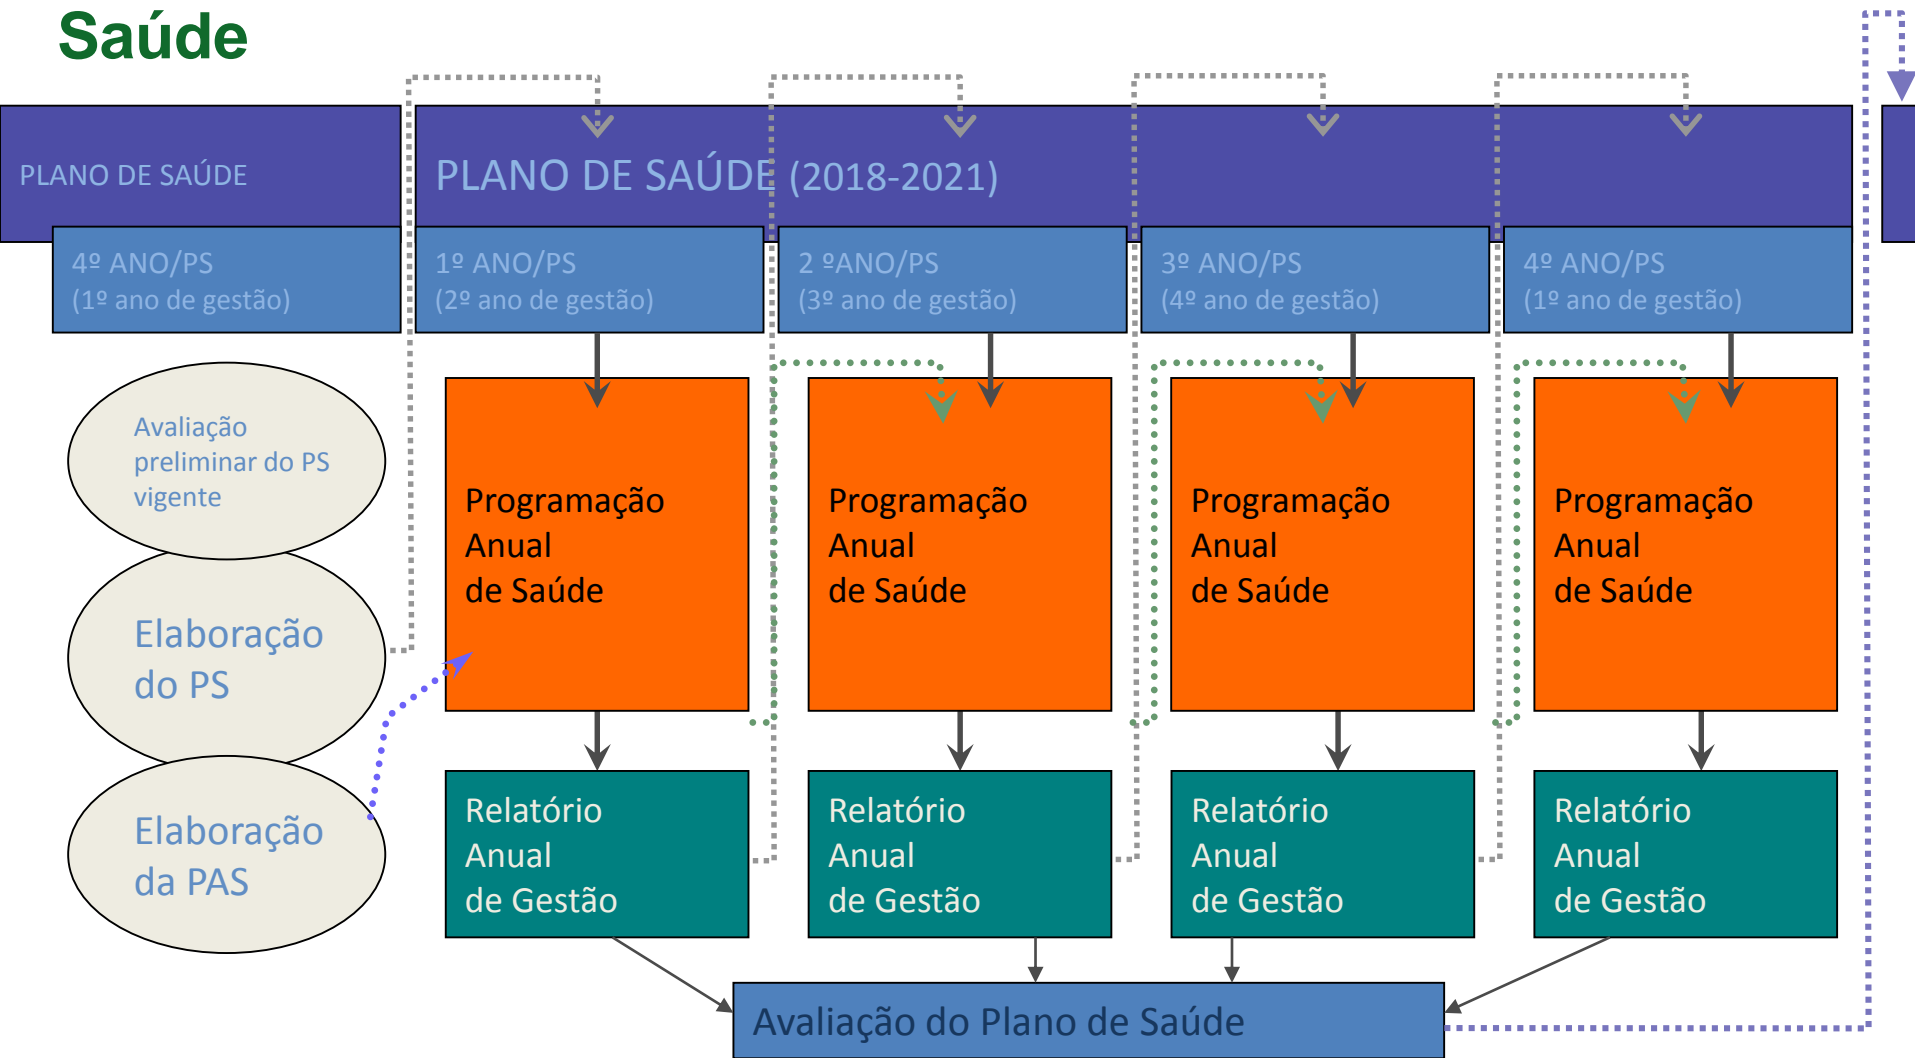 Saúde
PLANO DE SAÚDE
PLANO DE SAÚDE (2018-2021)
4º ANO/PS
(1º ano de gestão)
1º ANO/PS
(2º ano de gestão)
2 ºANO/PS
(3º ano de gestão)
3º ANO/PS
(4º ano de gestão)
4º ANO/PS
(1º ano de gestão)
Avaliação
preliminar do PS
vigente
Elaboração
do PS
Elaboração
da PAS
Programação
Anual
de Saúde
Programação
Anual
de Saúde
Programação
Anual
de Saúde
Programação
Anual
de Saúde
Relatório
Anual
de Gestão
Relatório
Anual
de Gestão
Relatório
Anual
de Gestão
Relatório
Anual
de Gestão
Avaliação do Plano de Saúde